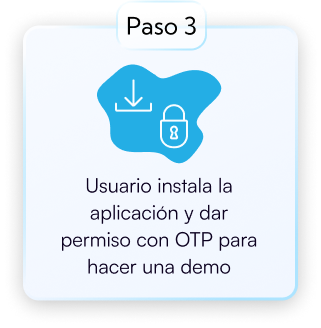 Paso 3
Usuario instala la
aplicación y dar
permiso con OTP para
hacer una demo